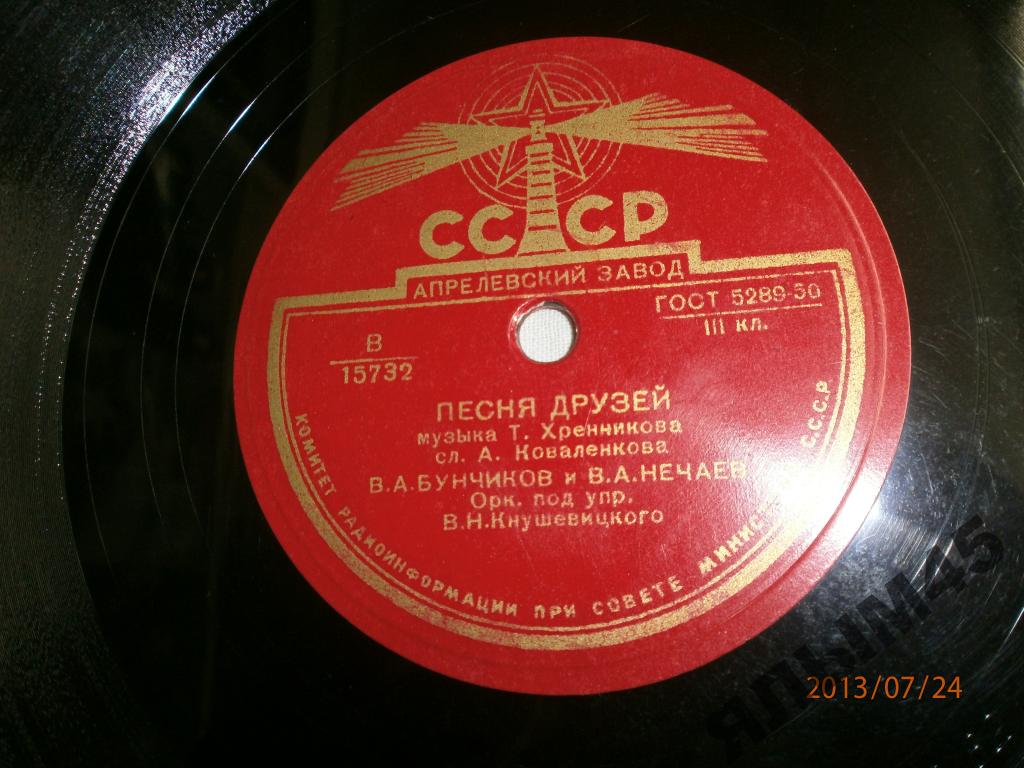 СССР
АПРЕЛЕВСКИЙ ЗАВОД
ГОСТ 5289-50
III кл.
В
15732
ПЕСНЯ ДРУЗЕЙ
музыка Т. Хренникова
сл. А. Коваленкова
В.А.БУНЧИКОВ и В.А.НЕЧАЕВ
Орк. под упр.
В.Н.Кнушевицкого
КОМИТЕТ РАДИОИНФОРМАЦИИ ПРИ СОВЕТЕ С.С.С.Р
2013/07/24
ЯЛЫМ45